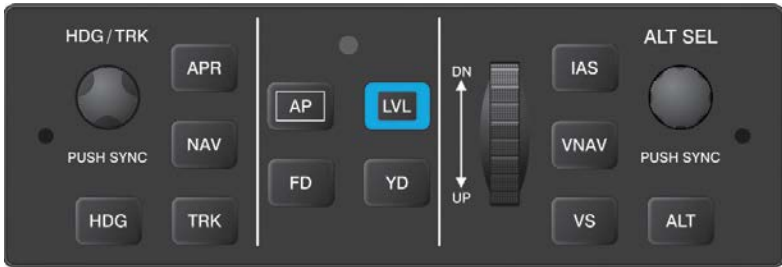 HDG / TRK
PUSH SYNC
APR
NAV
HDG
TRK
AP
LVL
FD
YD
DN
UP
IAS
VNAV
VS
ALT SEL
PUSH SYNC
ALT